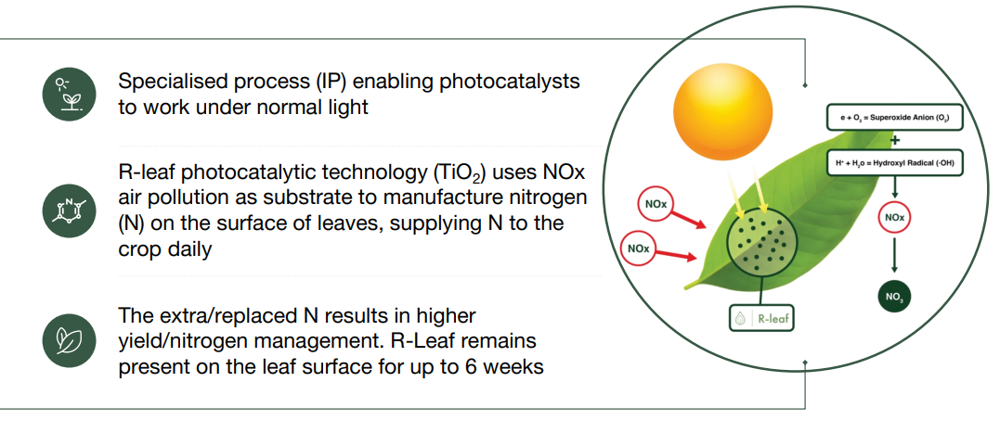 Specialised process (IP) enabling photocatalysts
to work under normal light
R-leaf photocatalytic technology (TiO₂) uses NOx
air pollution as substrate to manufacture nitrogen
(N) on the surface of leaves, supplying N to the
crop daily
The extra/replaced N results in higher
yield/nitrogen management. R-Leaf remains
present on the leaf surface for up to 6 weeks
N
e + O₂ = Superoxide Anion (O₂)
+
H⁺ + H₂o = Hydroxyl Radical (·OH)
NOx
NOx
NOx
NO₃
R-leaf